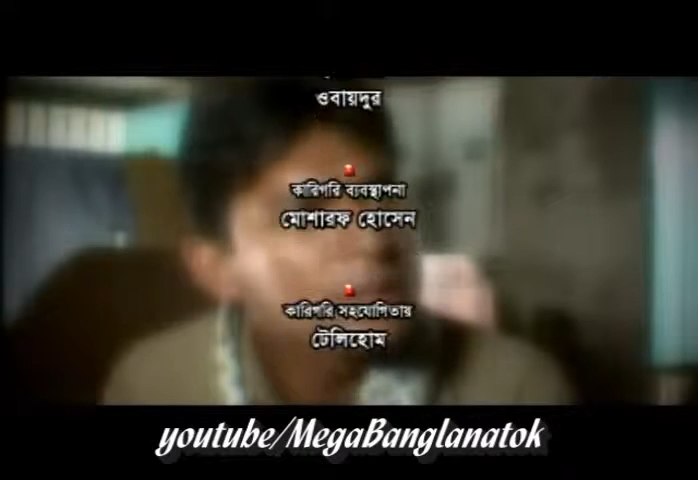 ওবায়দুর
কারিগরি ব্যবস্থাপনা
মোশারফ হোসেন
কারিগরি সহযোগিতায়
টেলিহোম
youtube/MegaBanglanatok